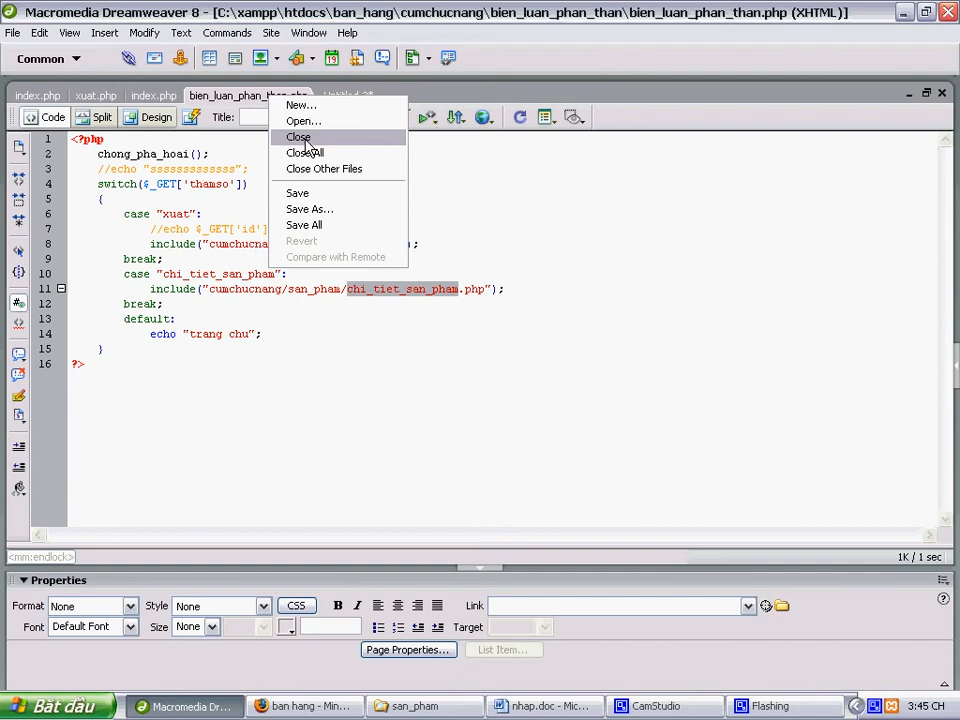 Macromedia Dreamweaver 8 - [C:\xampp\htdocs\ban_hang\cumchucnang\bien_luan_phan_than\bien_luan_phan_than.php (XHTML)]
File Edit View Insert Modify Text Commands Site Window Help
Common
index.php xuat.php index.php bien_luan_phan_than.php Untitled-2*
Code Split Design Title:
New...
Open...
Close
Close All
Close Other Files
Save
Save As...
Save All
Revert
Compare with Remote
1 <?php
2 chong_pha_hoai();
3 //echo "sssssssssssss";
4 switch($_GET['thamso'])
5 {
6 case "xuat":
7 //echo $_GET['id']
8 include("cumchucna );
9 break;
10 case "chi_tiet_san_pham":
11 include("cumchucnang/san_pham/chi_tiet_san_pham.php");
12 break;
13 default:
14 echo "trang chu";
15 }
16 ?>
<mm:endlock> 1K / 1 sec
Properties
Format None Style None CSS B I Link
Font Default Font Size None Target
Page Properties... List Item...
Bắt đầu Macromedia Dr... ban hang - Min... san_pham nhap.doc - Mic... CamStudio Flashing 3:45 CH